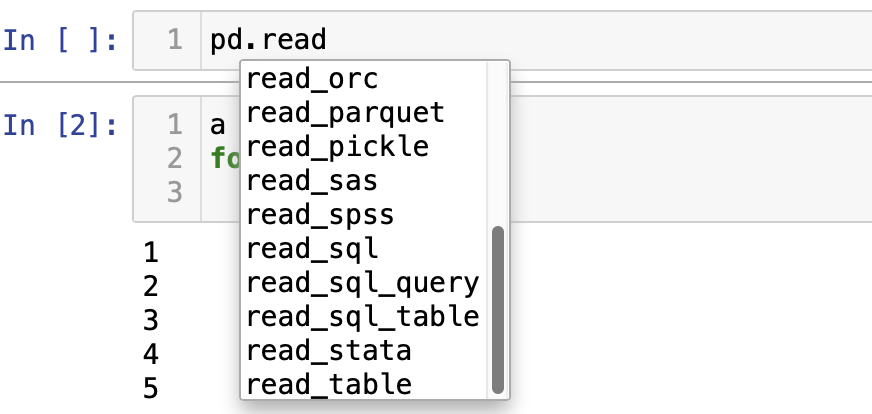 In [ ]: 1 pd.read
read_orc
read_parquet
read_pickle
read_sas
read_spss
read_sql
read_sql_query
read_sql_table
read_stata
read_table
In [2]: 1 a
2 fo
3
1
2
3
4
5